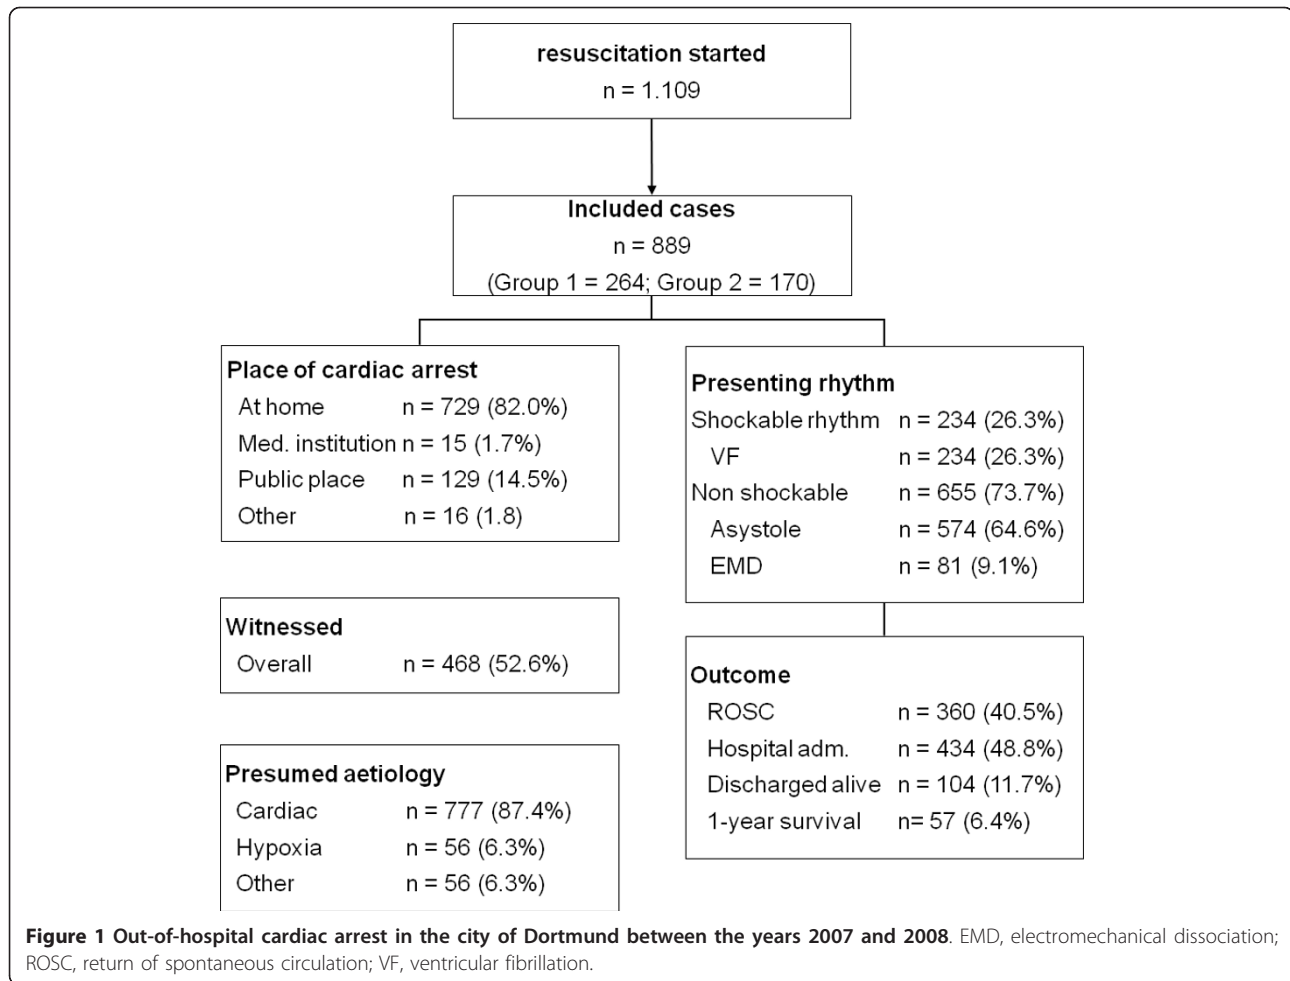 resuscitation started
n = 1.109
Included cases
n = 889
(Group 1 = 264; Group 2 = 170)
Place of cardiac arrest
At home n = 729 (82.0%)
Med. institution n = 15 (1.7%)
Public place n = 129 (14.5%)
Other n = 16 (1.8)
Witnessed
Overall n = 468 (52.6%)
Presumed aetiology
Cardiac n = 777 (87.4%)
Hypoxia n = 56 (6.3%)
Other n = 56 (6.3%)
Presenting rhythm
Shockable rhythm n = 234 (26.3%)
VF n = 234 (26.3%)
Non shockable n = 655 (73.7%)
Asystole n = 574 (64.6%)
EMD n = 81 (9.1%)
Outcome
ROSC n = 360 (40.5%)
Hospital adm. n = 434 (48.8%)
Discharged alive n = 104 (11.7%)
1-year survival n= 57 (6.4%)
Figure 1 Out-of-hospital cardiac arrest in the city of Dortmund between the years 2007 and 2008. EMD, electromechanical dissociation;
ROSC, return of spontaneous circulation; VF, ventricular fibrillation.